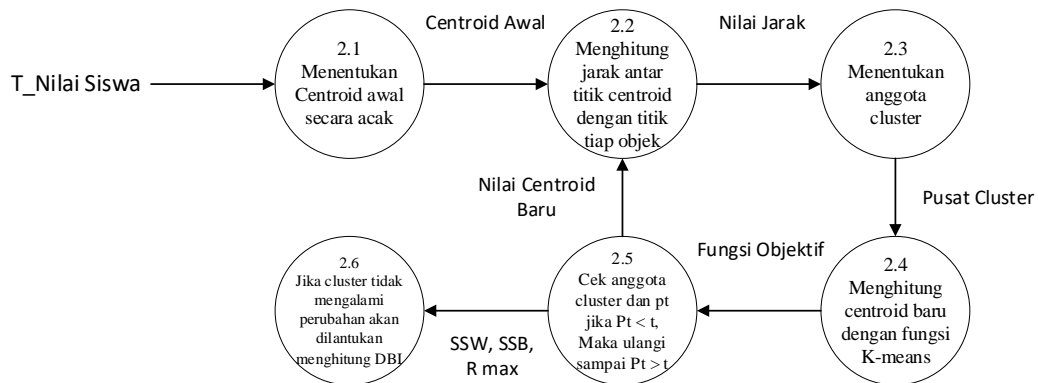 T_Nilai Siswa
2.1
Menentukan
Centroid awal
secara acak
Centroid Awal
2.2
Menghitung
jarak antar
titik centroid
dengan titik
tiap objek
Nilai Jarak
2.3
Menentukan
anggota
cluster
Pusat Cluster
2.4
Menghitung
centroid baru
dengan fungsi
K-means
Fungsi Objektif
2.5
Cek anggota
cluster dan pt
jika Pt < t,
Maka ulangi
sampai Pt > t
Nilai Centroid
Baru
SSW, SSB,
R max
2.6
Jika cluster tidak
mengalami
perubahan akan
dilantukan
menghitung DBI